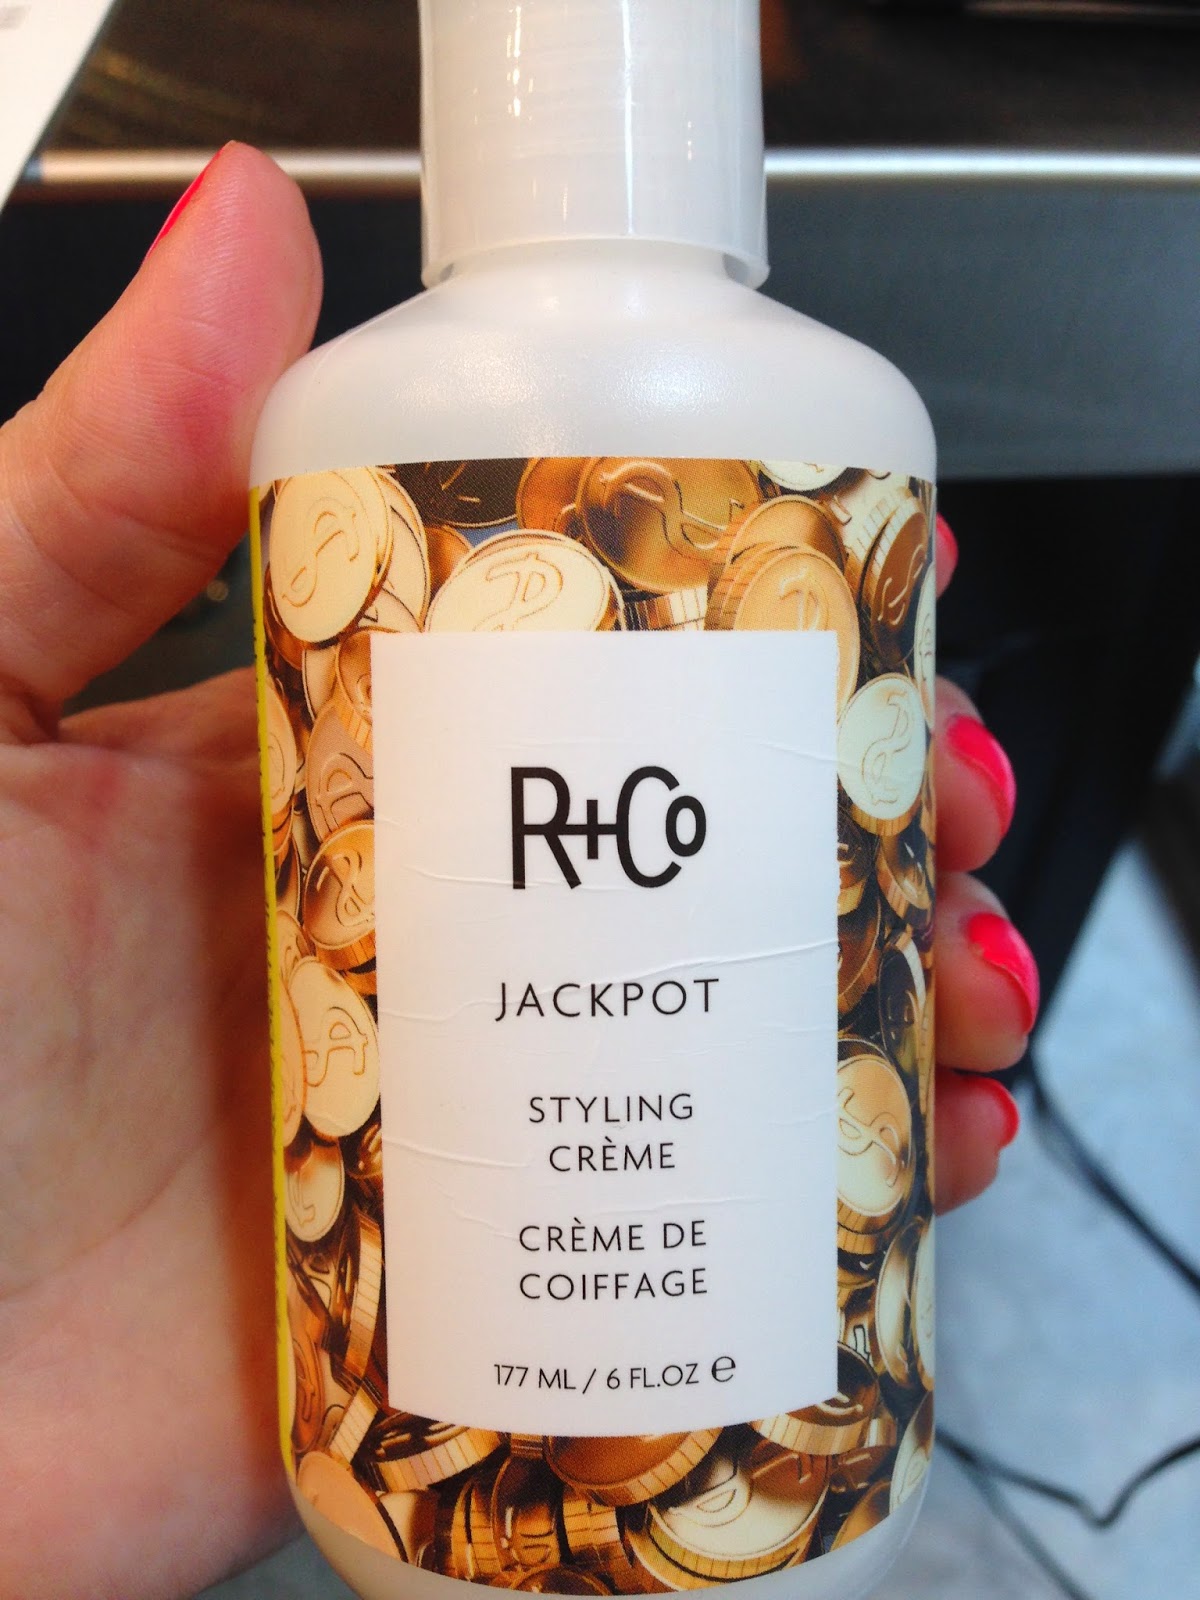 R+Co
JACKPOT
STYLING
CRÈME
CRÈME DE
COIFFAGE
177 ML / 6 FL.OZ ℮